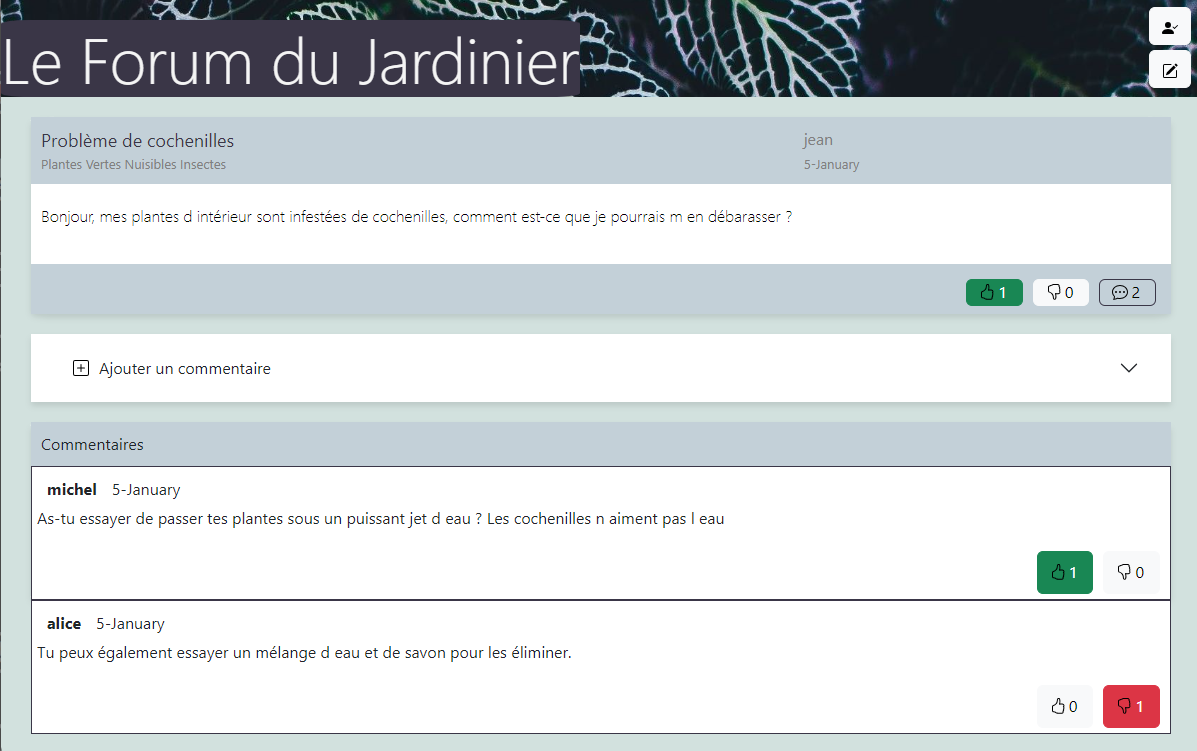 Le Forum du Jardinier
Problème de cochenilles
jean
Plantes Vertes Nuisibles Insectes
5-January
Bonjour, mes plantes d intérieur sont infestées de cochenilles, comment est-ce que je pourrais m en débarasser ?
1 0 2
Ajouter un commentaire
Commentaires
michel 5-January
As-tu essayer de passer tes plantes sous un puissant jet d eau ? Les cochenilles n aiment pas l eau
1 0
alice 5-January
Tu peux également essayer un mélange d eau et de savon pour les éliminer.
0 1